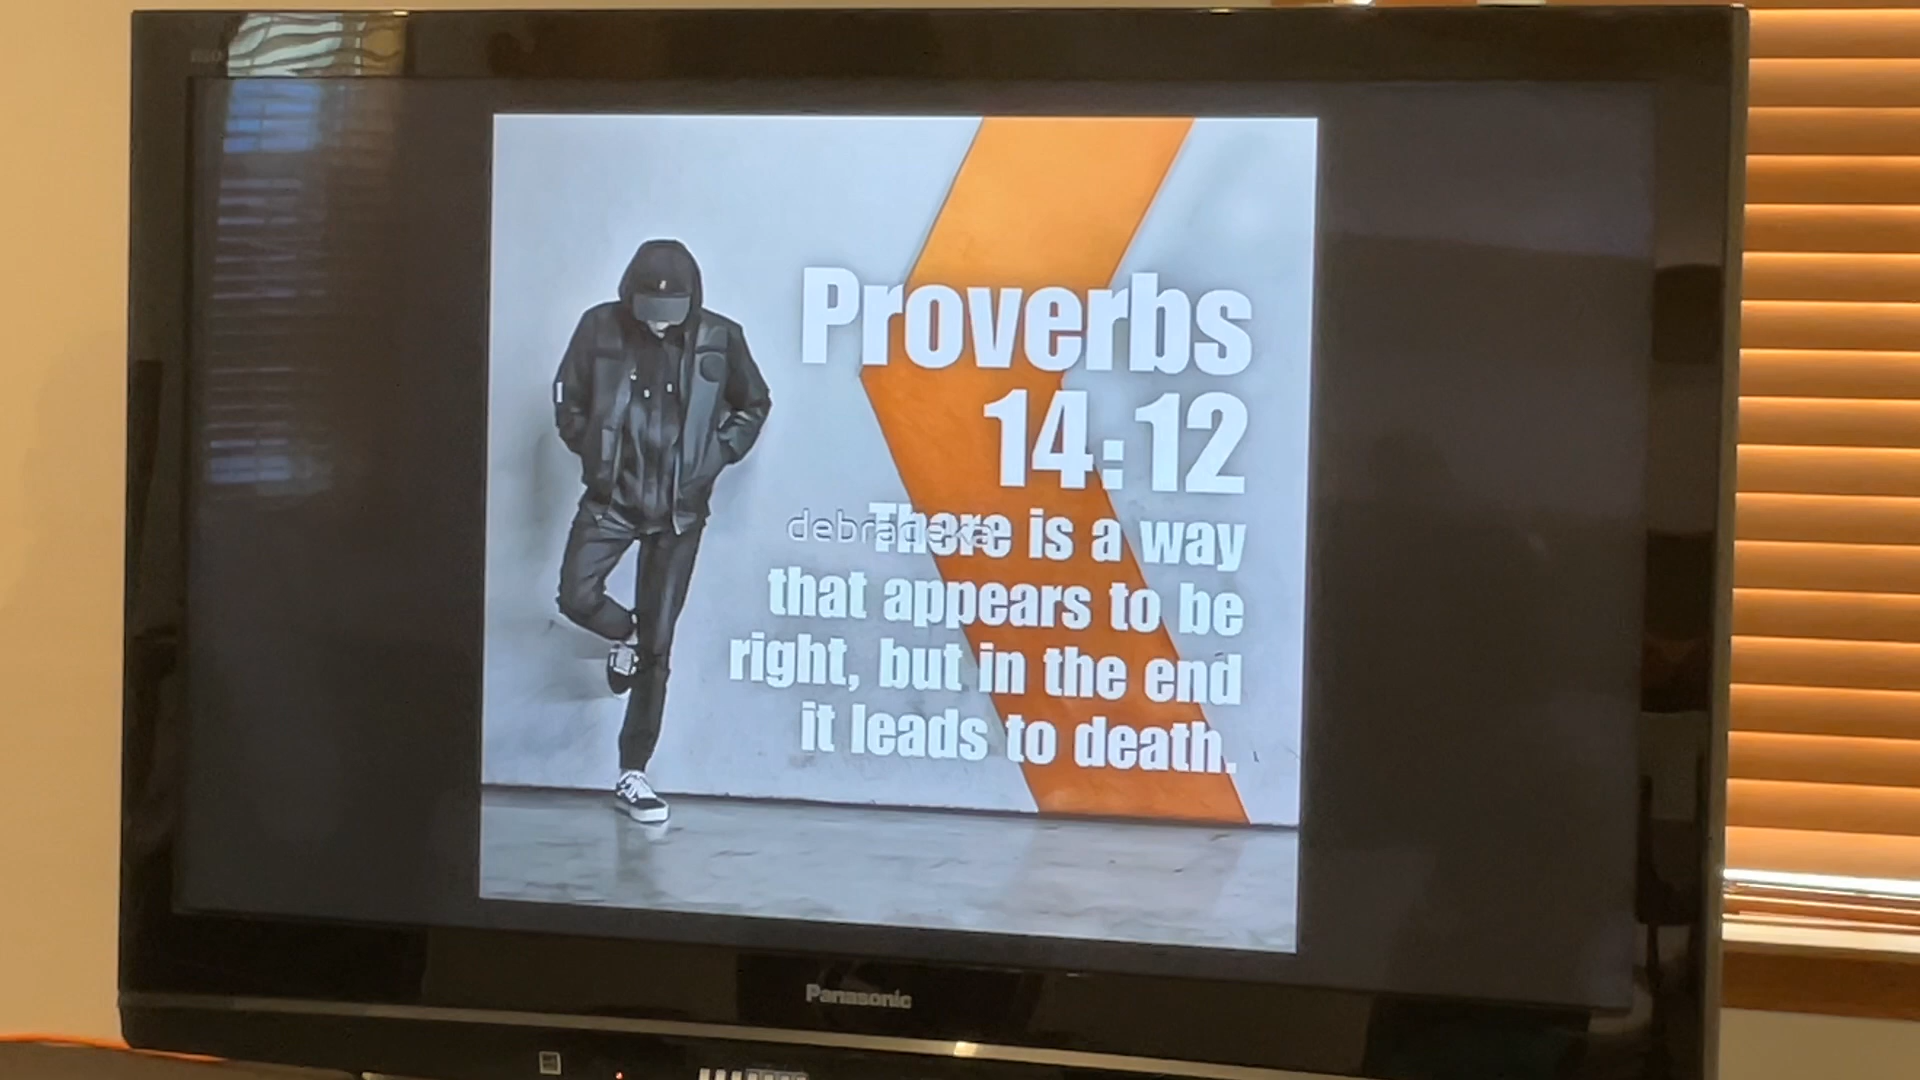 Proverbs
14:12
There is a way
that appears to be
right, but in the end
it leads to death.
Panasonic